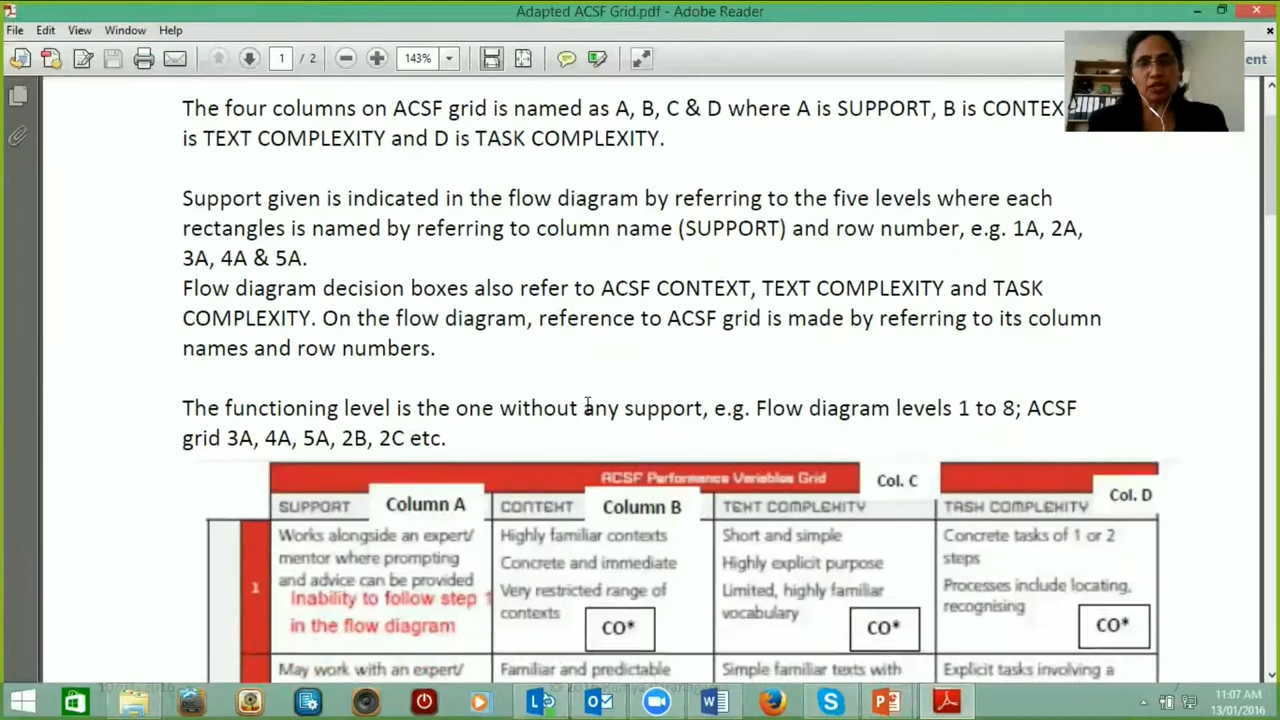 Adapted ACSF Grid.pdf - Adobe Reader
File Edit View Window Help
1 / 2 143% ent
The four columns on ACSF grid is named as A, B, C & D where A is SUPPORT, B is CONTEX
is TEXT COMPLEXITY and D is TASK COMPLEXITY.
Support given is indicated in the flow diagram by referring to the five levels where each
rectangles is named by referring to column name (SUPPORT) and row number, e.g. 1A, 2A,
3A, 4A & 5A.
Flow diagram decision boxes also refer to ACSF CONTEXT, TEXT COMPLEXITY and TASK
COMPLEXITY. On the flow diagram, reference to ACSF grid is made by referring to its column
names and row numbers.
The functioning level is the one without any support, e.g. Flow diagram levels 1 to 8; ACSF
grid 3A, 4A, 5A, 2B, 2C etc.
ACSF Performance Variables Grid Col. C Col. D
SUPPORT Column A CONTEXT Column B TEXT COMPLEXITY TASK COMPLEXITY
1
Works alongside an expert/
mentor where prompting
and advice can be provided
Inability to follow step 1
in the flow diagram
Highly familiar contexts
Concrete and immediate
Very restricted range of
contexts
CO*
Short and simple
Highly explicit purpose
Limited, highly familiar
vocabulary
CO*
Concrete tasks of 1 or 2
steps
Processes include locating,
recognising
CO*
May work with an expert/
Familiar and predictable
Simple familiar texts with
Explicit tasks involving a
11:07 AM
13/01/2016